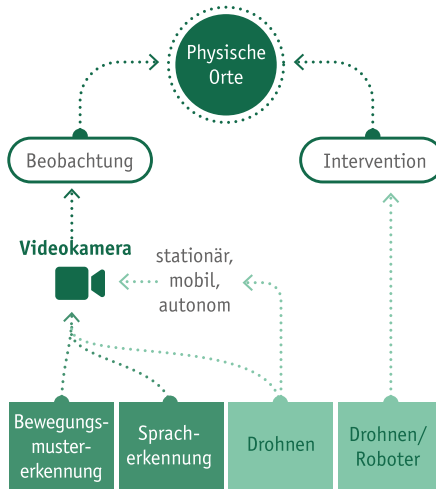 Physische
Orte
Beobachtung
Intervention
Videokamera
stationär,
mobil,
autonom
Bewegungs-
muster-
erkennung
Sprach-
erkennung
Drohnen
Drohnen/
Roboter